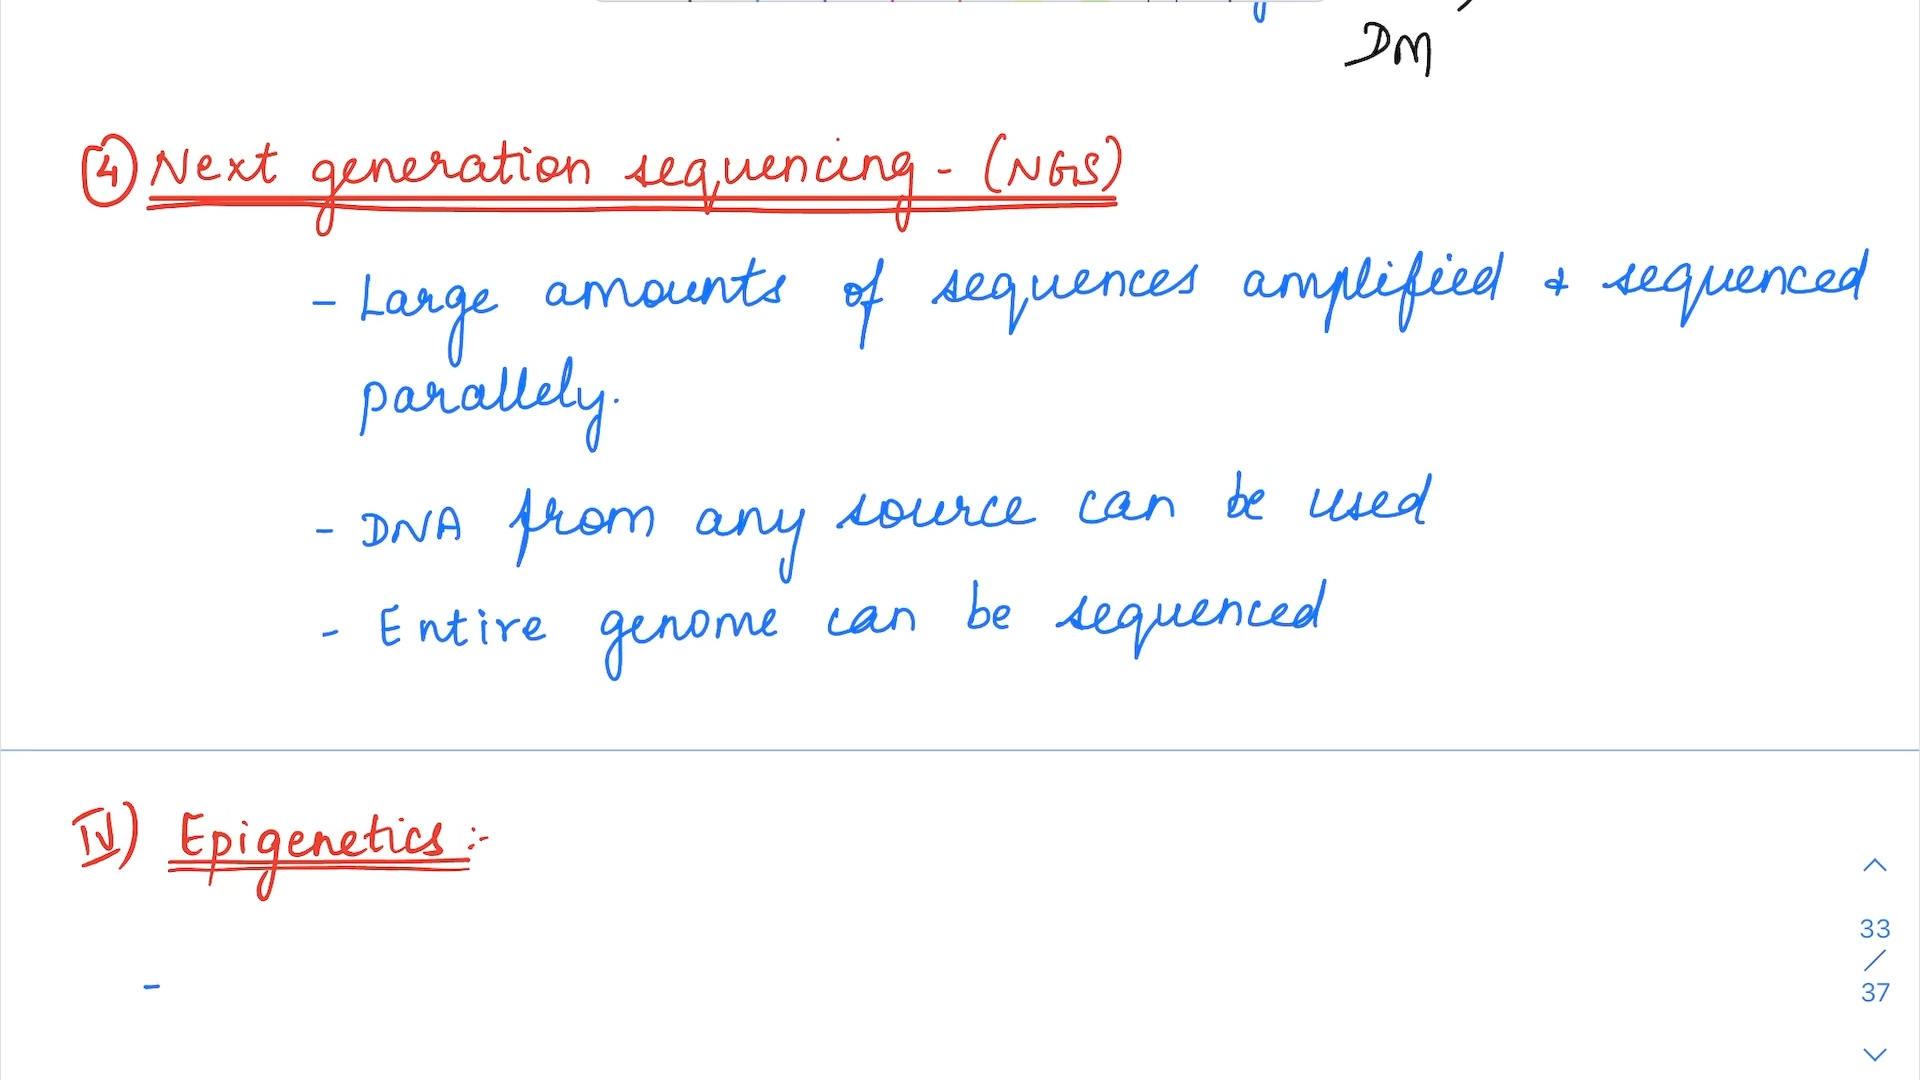 DM
④ Next generation sequencing - (NGS)
- Large amounts of sequences amplified & sequenced
parallely.
- DNA from any source can be used
- Entire genome can be sequenced
IV) Epigenetics :-
-
33
/
37